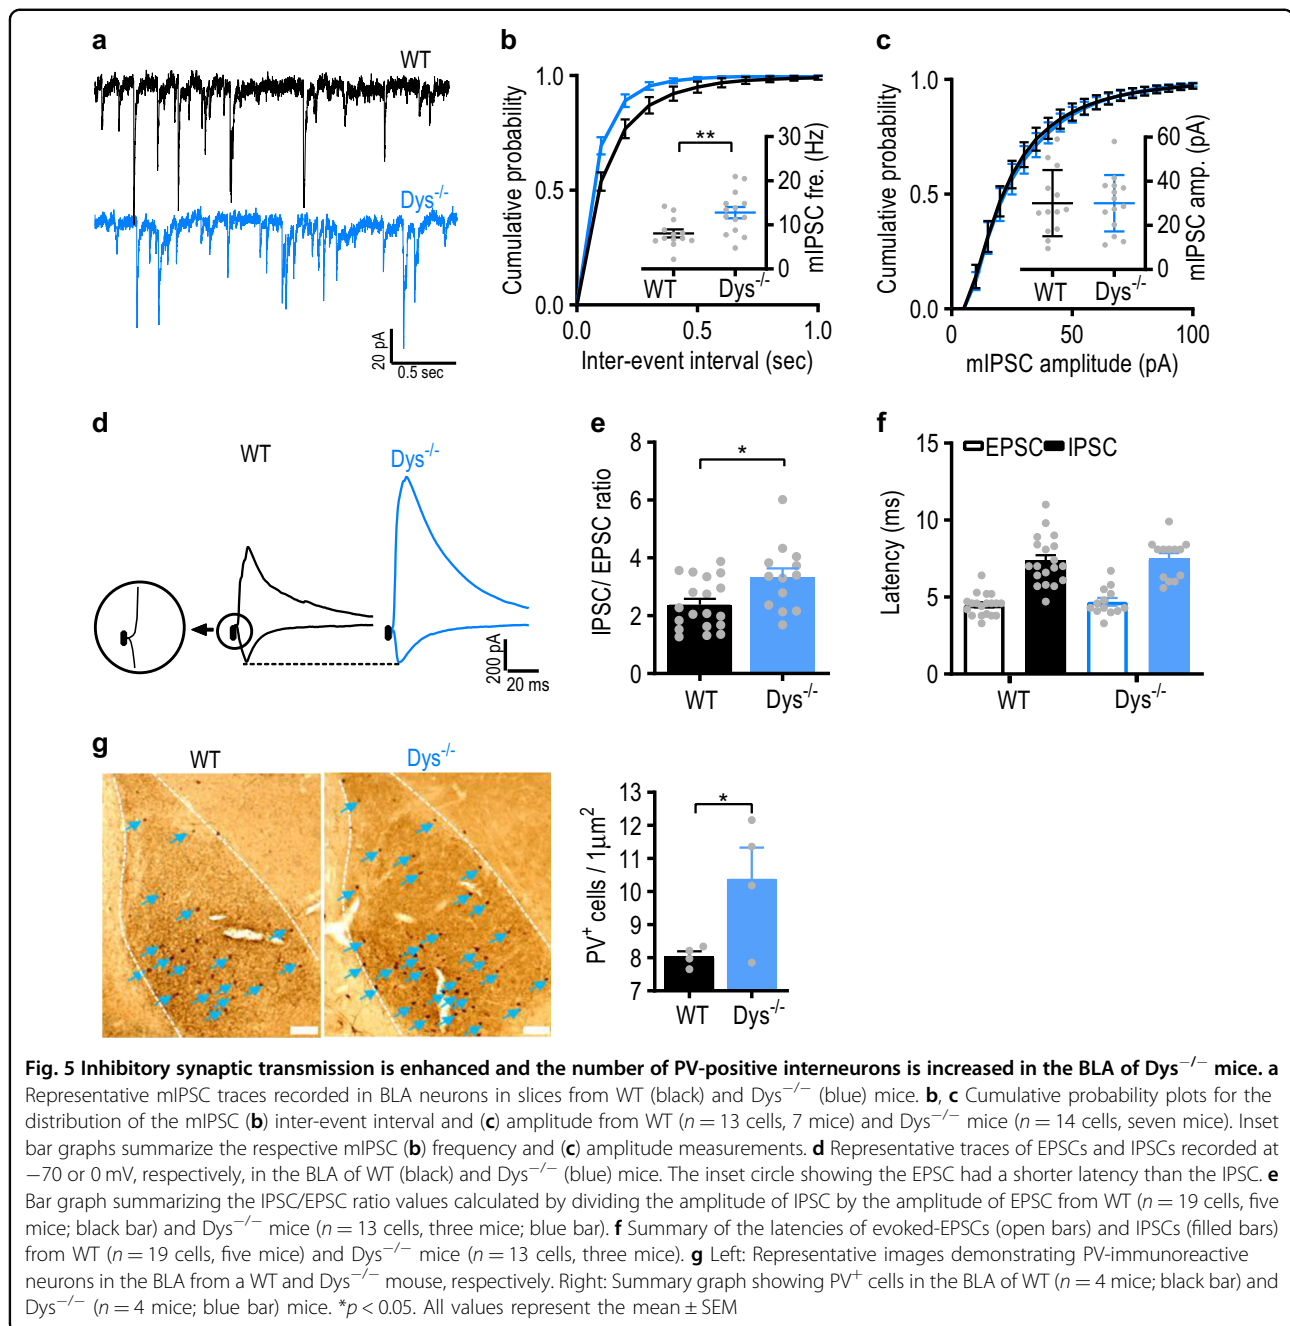 a
WT
Dys-/-
20 pA
0.5 sec
b
Cumulative probability
1.0
0.5
0.0
0.0 0.5 1.0
Inter-event interval (sec)
**
30
20
10
0
mIPSC fre. (Hz)
WT Dys-/-
c
Cumulative probability
1.0
0.5
0.0
0 50 100
mIPSC amplitude (pA)
60
40
20
0
mIPSC amp. (pA)
WT Dys-/-
d
WT
Dys-/-
200 pA
20 ms
e
IPSC/ EPSC ratio
8
6
4
2
0
*
WT Dys-/-
f
EPSC IPSC
Latency (ms)
15
10
5
0
WT Dys-/-
g
WT
Dys-/-
PV+ cells / 1μm2
13
12
11
10
9
8
7
*
WT Dys-/-
Fig. 5 Inhibitory synaptic transmission is enhanced and the number of PV-positive interneurons is increased in the BLA of Dys−/− mice. a
Representative mIPSC traces recorded in BLA neurons in slices from WT (black) and Dys−/− (blue) mice. b, c Cumulative probability plots for the
distribution of the mIPSC (b) inter-event interval and (c) amplitude from WT (n = 13 cells, 7 mice) and Dys−/− mice (n = 14 cells, seven mice). Inset
bar graphs summarize the respective mIPSC (b) frequency and (c) amplitude measurements. d Representative traces of EPSCs and IPSCs recorded at
−70 or 0 mV, respectively, in the BLA of WT (black) and Dys−/− (blue) mice. The inset circle showing the EPSC had a shorter latency than the IPSC. e
Bar graph summarizing the IPSC/EPSC ratio values calculated by dividing the amplitude of IPSC by the amplitude of EPSC from WT (n = 19 cells, five
mice; black bar) and Dys−/− mice (n = 13 cells, three mice; blue bar). f Summary of the latencies of evoked-EPSCs (open bars) and IPSCs (filled bars)
from WT (n = 19 cells, five mice) and Dys−/− mice (n = 13 cells, three mice). g Left: Representative images demonstrating PV-immunoreactive
neurons in the BLA from a WT and Dys−/− mouse, respectively. Right: Summary graph showing PV+ cells in the BLA of WT (n = 4 mice; black bar) and
Dys−/− (n = 4 mice; blue bar) mice. *p < 0.05. All values represent the mean ± SEM